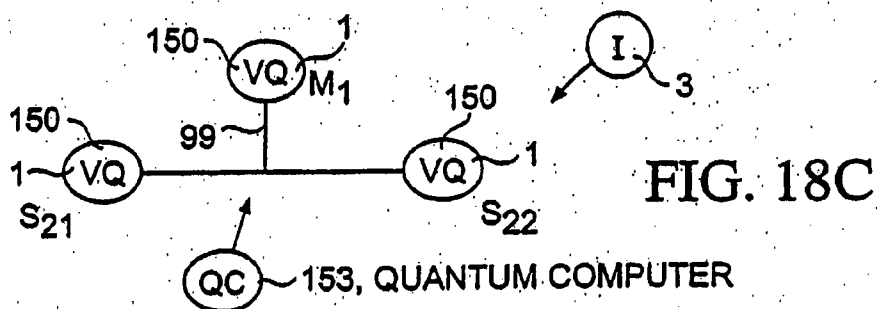 150
1
VQ
M1
I
3
150
99
150
1
VQ
VQ
1
S21
S22
FIG. 18C
QC
153, QUANTUM COMPUTER